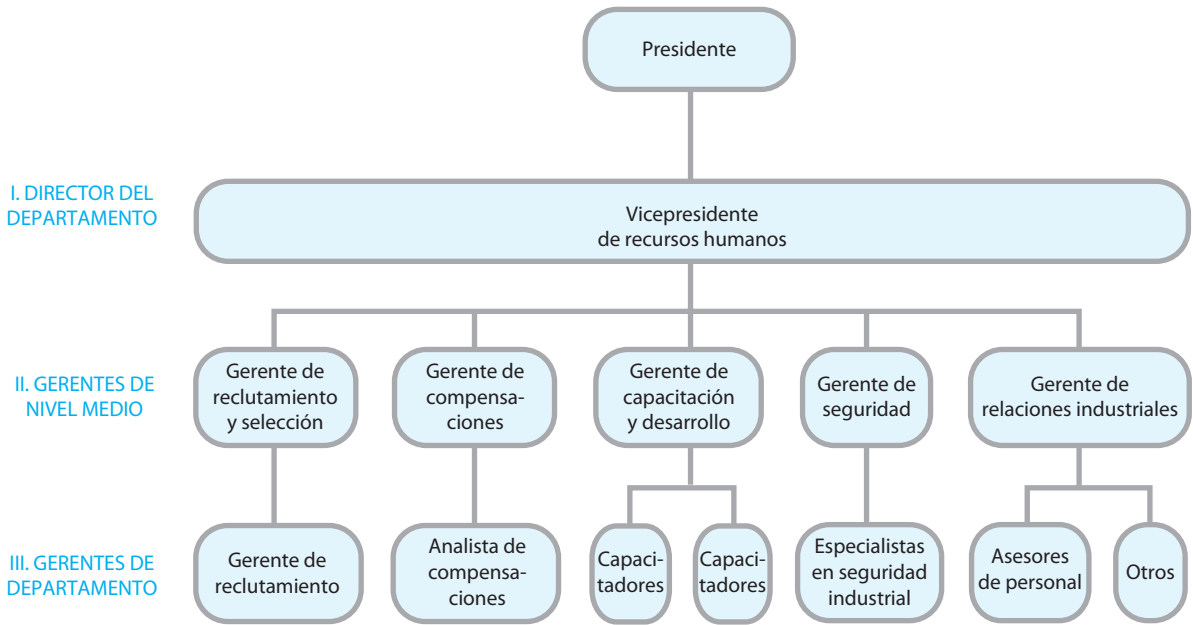 Presidente
I. DIRECTOR DEL
DEPARTAMENTO
Vicepresidente
de recursos humanos
II. GERENTES DE
NIVEL MEDIO
Gerente de
reclutamiento
y selección
Gerente de
compensa-
ciones
Gerente de
capacitación
y desarrollo
Gerente de
seguridad
Gerente de
relaciones industriales
III. GERENTES DE
DEPARTAMENTO
Gerente de
reclutamiento
Analista de
compensa-
ciones
Capaci-
tadores
Capaci-
tadores
Especialistas
en seguridad
industrial
Asesores
de personal
Otros